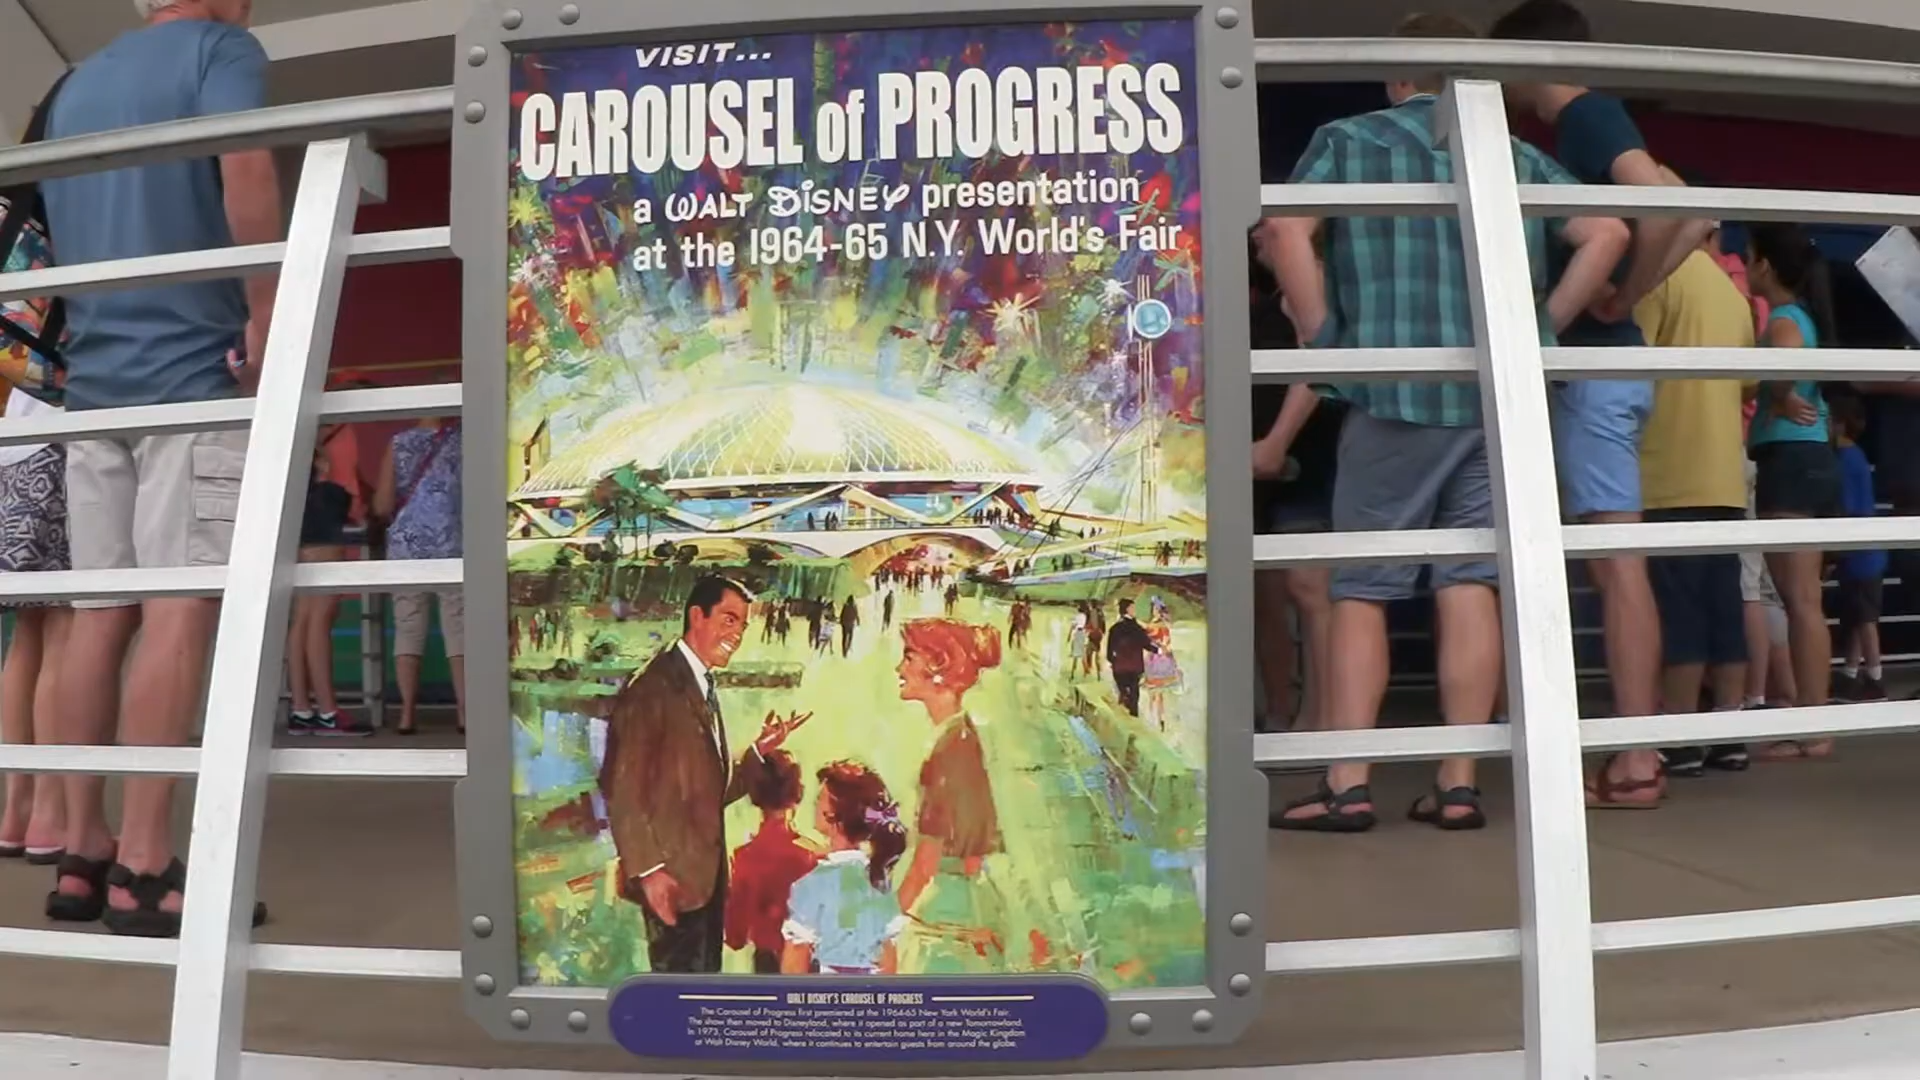 VISIT...
CAROUSEL of PROGRESS
a WALT DISNEY presentation
at the 1964-65 N.Y. World's Fair
WALT DISNEY'S CAROUSEL OF PROGRESS
The Carousel of Progress first premiered at the 1964-65 New York World's Fair.
The show then moved to Disneyland, where it opened as part of a new Tomorrowland.
In 1973, Carousel of Progress relocated to its current home here in the Magic Kingdom
at Walt Disney World, where it continues to entertain guests from around the globe.